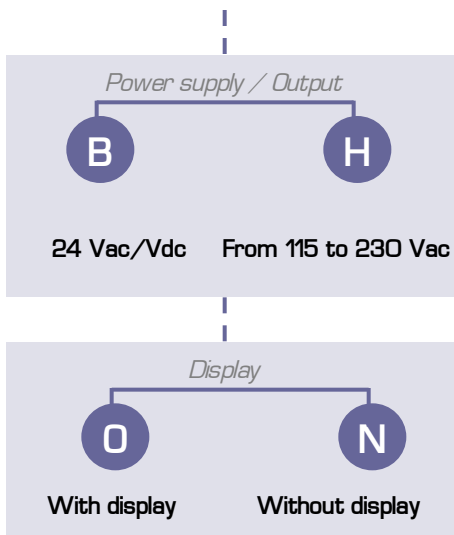 Power supply / Output
B H
24 Vac/Vdc From 115 to 230 Vac
Display
O N
With display Without display